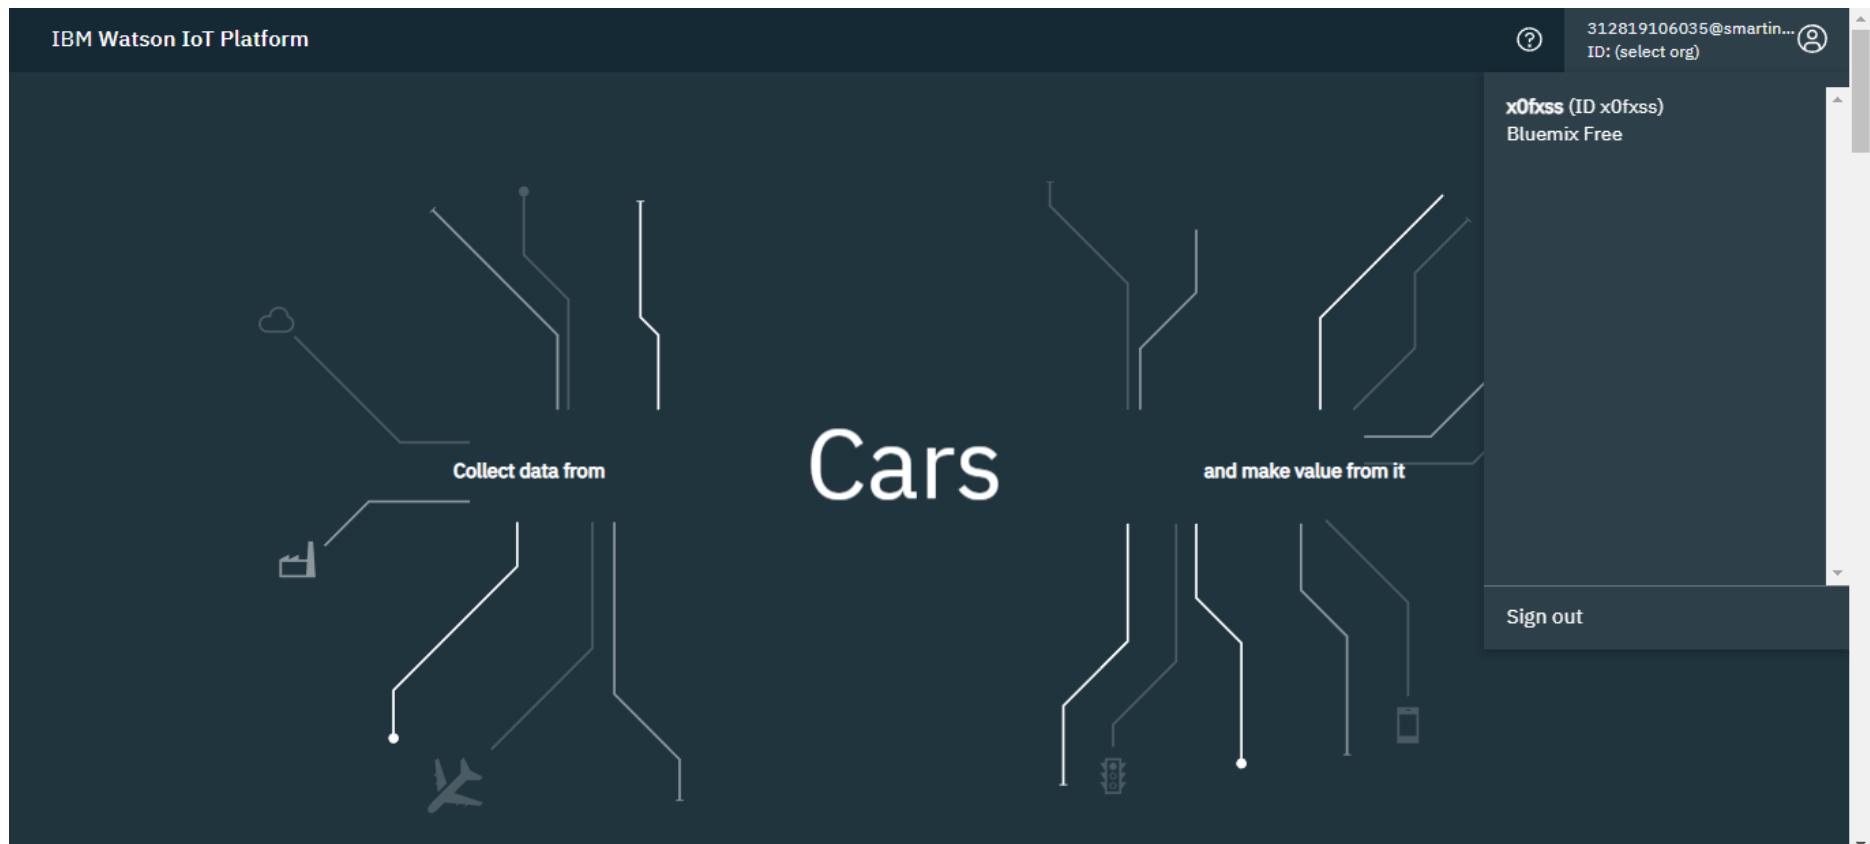 IBM Watson IoT Platform
312819106035@smartin...
ID: (select org)
x0fxss (ID x0fxss)
Bluemix Free
Collect data from
Cars
and make value from it
Sign out